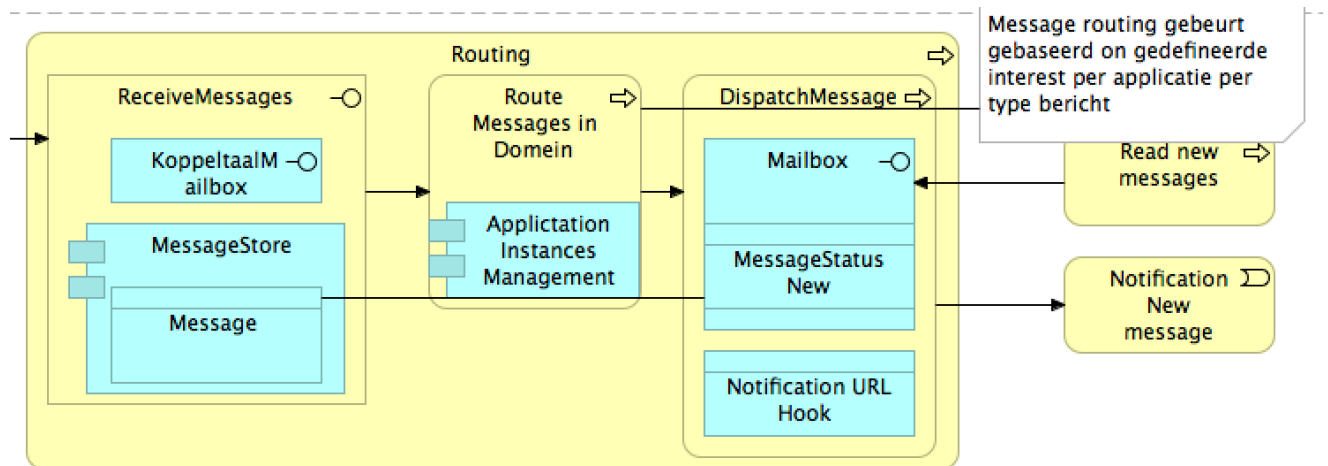 Routing
ReceiveMessages
KoppeltaalM
ailbox
MessageStore
Message
Route
Messages in
Domein
Applictation
Instances
Management
DispatchMessage
Mailbox
MessageStatus
New
Notification URL
Hook
Message routing gebeurt
gebaseerd on gedefineerde
interest per applicatie per
type bericht
Read new
messages
Notification
New
message